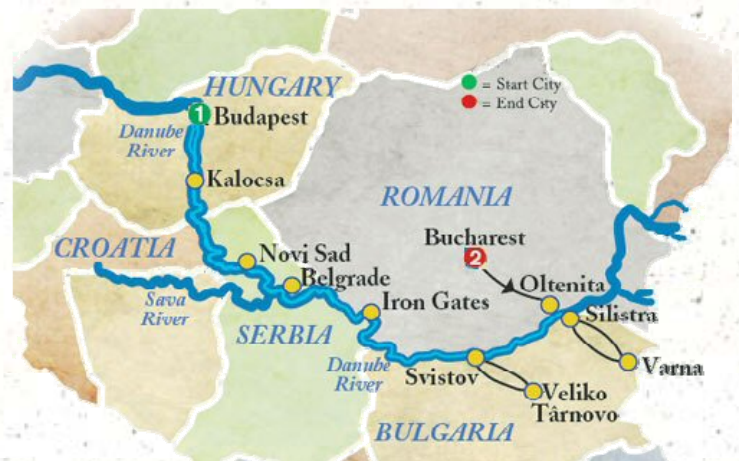 HUNGARY
= Start City
= End City
1
Budapest
Danube
River
Kalocsa
ROMANIA
CROATIA
Bucharest
2
Novi Sad
Belgrade
Oltenita
Sava
River
Iron Gates
Silistra
SERBIA
Danube
River
Svistov
Varna
Veliko
Târnovo
BULGARIA